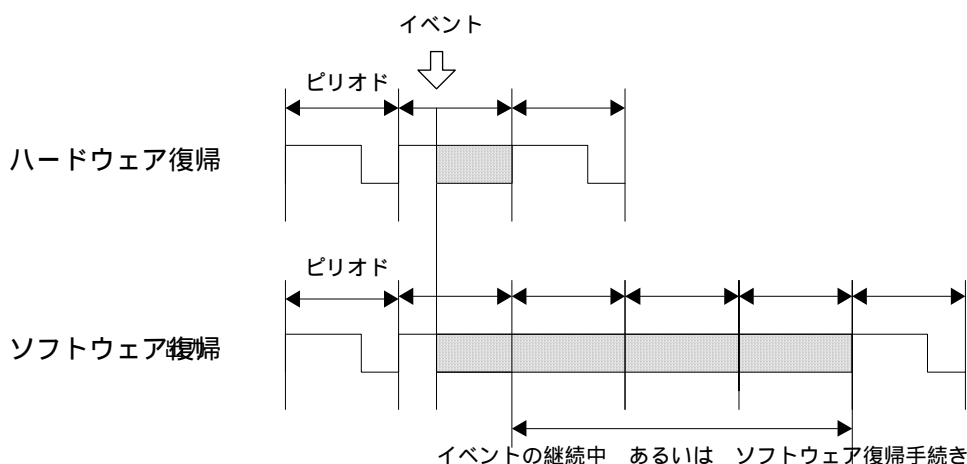 イベント
ピリオド
ハードウェア復帰
ピリオド
ソフトウェア復帰
イベントの継続中　あるいは　ソフトウェア復帰手続き